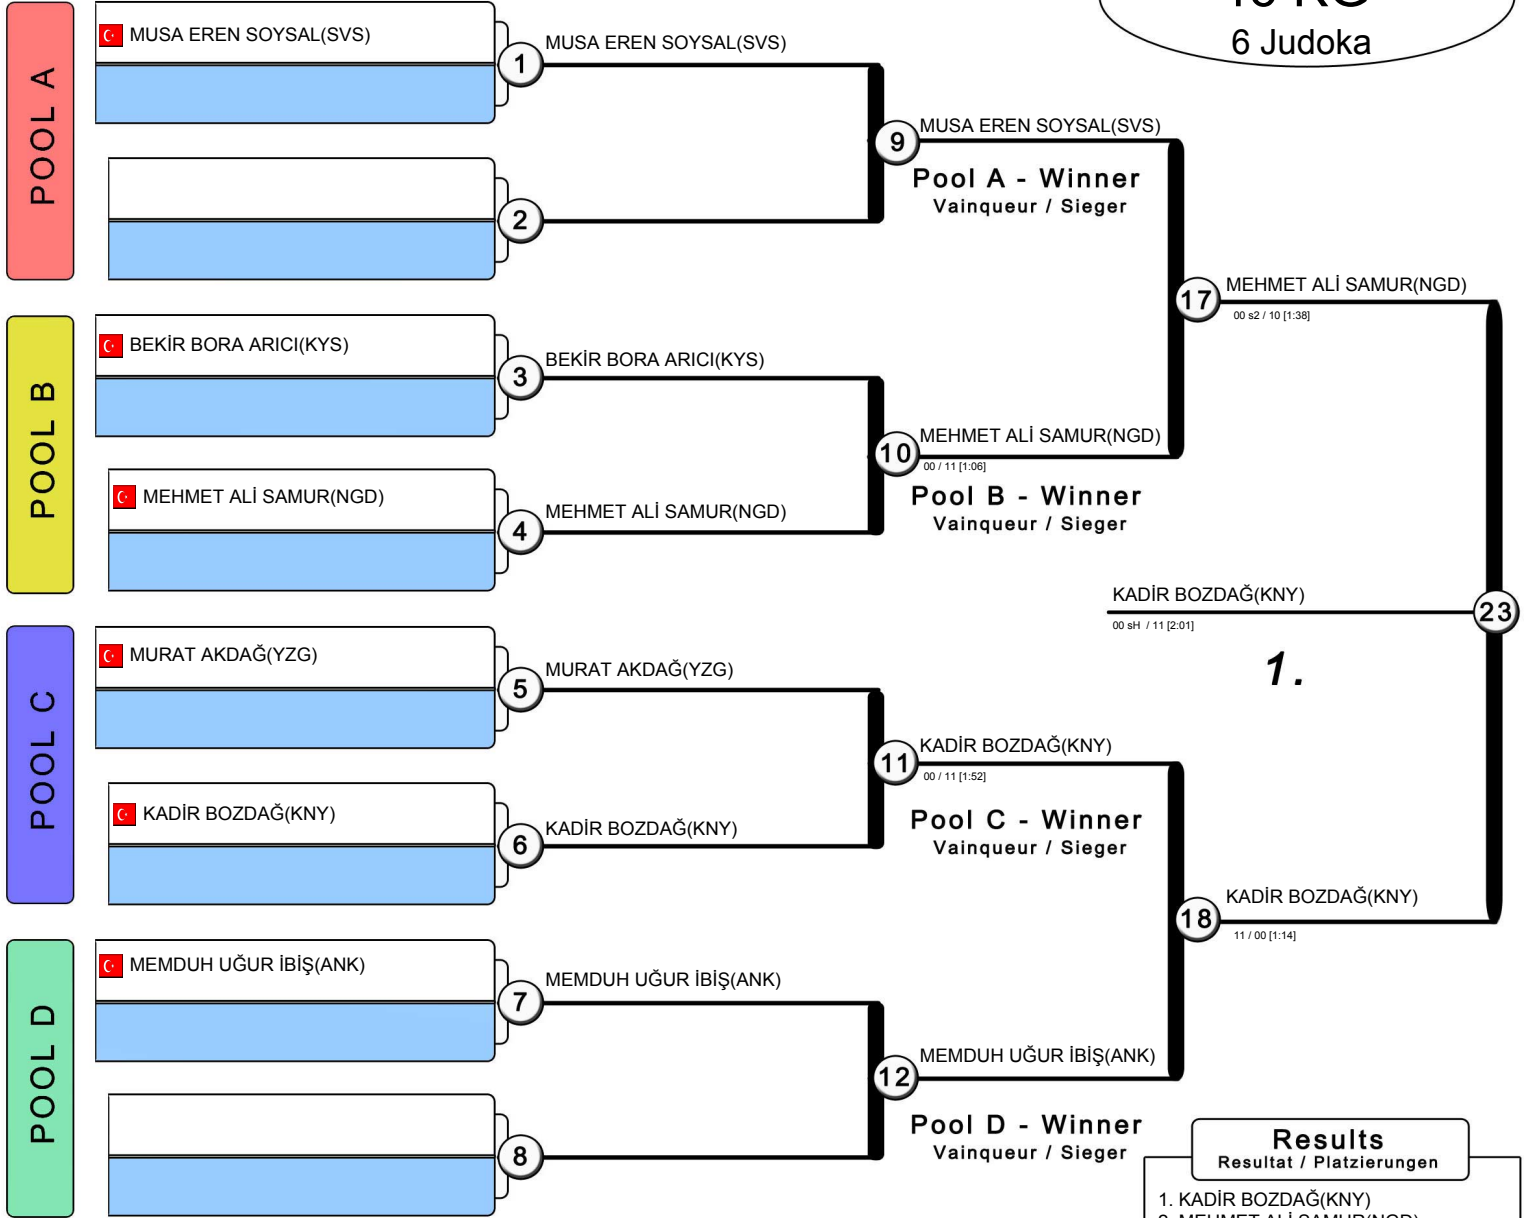 6 Judoka
POOL A
MUSA EREN SOYSAL(SVS)
1
MUSA EREN SOYSAL(SVS)
2
9
MUSA EREN SOYSAL(SVS)
Pool A - Winner
Vainqueur / Sieger
17
MEHMET ALİ SAMUR(NGD)
00 s2 / 10 [1:38]
POOL B
BEKİR BORA ARICI(KYS)
3
BEKİR BORA ARICI(KYS)
MEHMET ALİ SAMUR(NGD)
4
MEHMET ALİ SAMUR(NGD)
10
MEHMET ALİ SAMUR(NGD)
00 / 11 [1:06]
Pool B - Winner
Vainqueur / Sieger
KADİR BOZDAĞ(KNY)
00 sH / 11 [2:01]
23
1.
POOL C
MURAT AKDAĞ(YZG)
5
MURAT AKDAĞ(YZG)
KADİR BOZDAĞ(KNY)
6
KADİR BOZDAĞ(KNY)
11
KADİR BOZDAĞ(KNY)
00 / 11 [1:52]
Pool C - Winner
Vainqueur / Sieger
18
KADİR BOZDAĞ(KNY)
11 / 00 [1:14]
POOL D
MEMDUH UĞUR İBİŞ(ANK)
7
MEMDUH UĞUR İBİŞ(ANK)
8
12
MEMDUH UĞUR İBİŞ(ANK)
Pool D - Winner
Vainqueur / Sieger
Results
Resultat / Platzierungen
1. KADİR BOZDAĞ(KNY)
2. MEHMET ALİ SAMUR(NGD)